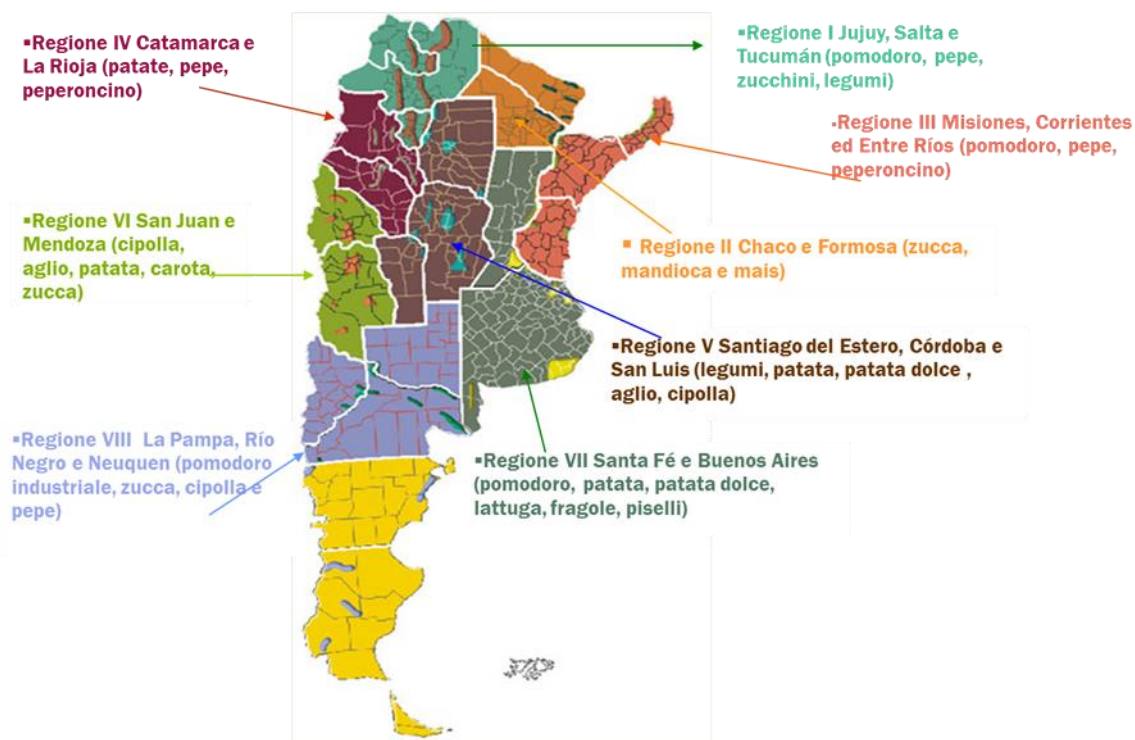 ▪Regione IV Catamarca e
La Rioja (patate, pepe,
peperoncino)
▪Regione I Jujuy, Salta e
Tucumán (pomodoro, pepe,
zucchini, legumi)
▪Regione III Misiones, Corrientes
ed Entre Ríos (pomodoro, pepe,
peperoncino)
▪Regione VI San Juan e
Mendoza (cipolla,
aglio, patata, carota,
zucca)
▪ Regione II Chaco e Formosa (zucca,
mandioca e mais)
▪Regione V Santiago del Estero, Córdoba e
San Luis (legumi, patata, patata dolce ,
aglio, cipolla)
▪Regione VIII La Pampa, Río
Negro e Neuquen (pomodoro
industriale, zucca, cipolla e
pepe)
▪Regione VII Santa Fé e Buenos Aires
(pomodoro, patata, patata dolce,
lattuga, fragole, piselli)